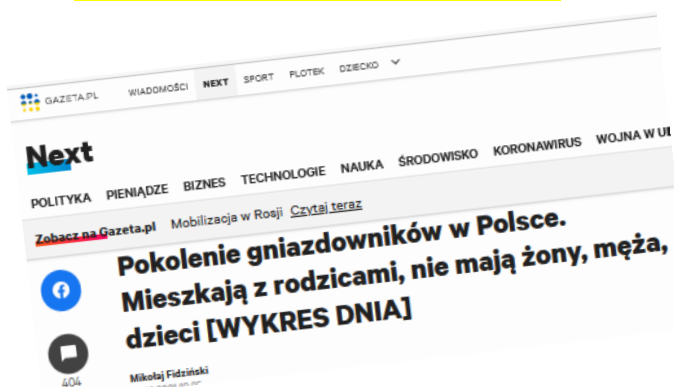 GAZETA.PL WIADOMOŚCI NEXT SPORT PLOTEK DZIECKO
Next
POLITYKA PIENIĄDZE BIZNES TECHNOLOGIE NAUKA ŚRODOWISKO KORONAWIRUS WOJNA W
Zobacz na Gazeta.pl Mobilizacja w Rosji Czytaj teraz
Pokolenie gniazdowników w Polsce.
Mieszkają z rodzicami, nie mają żony, męża,
dzieci [WYKRES DNIA]
404
Mikołaj Fidziński